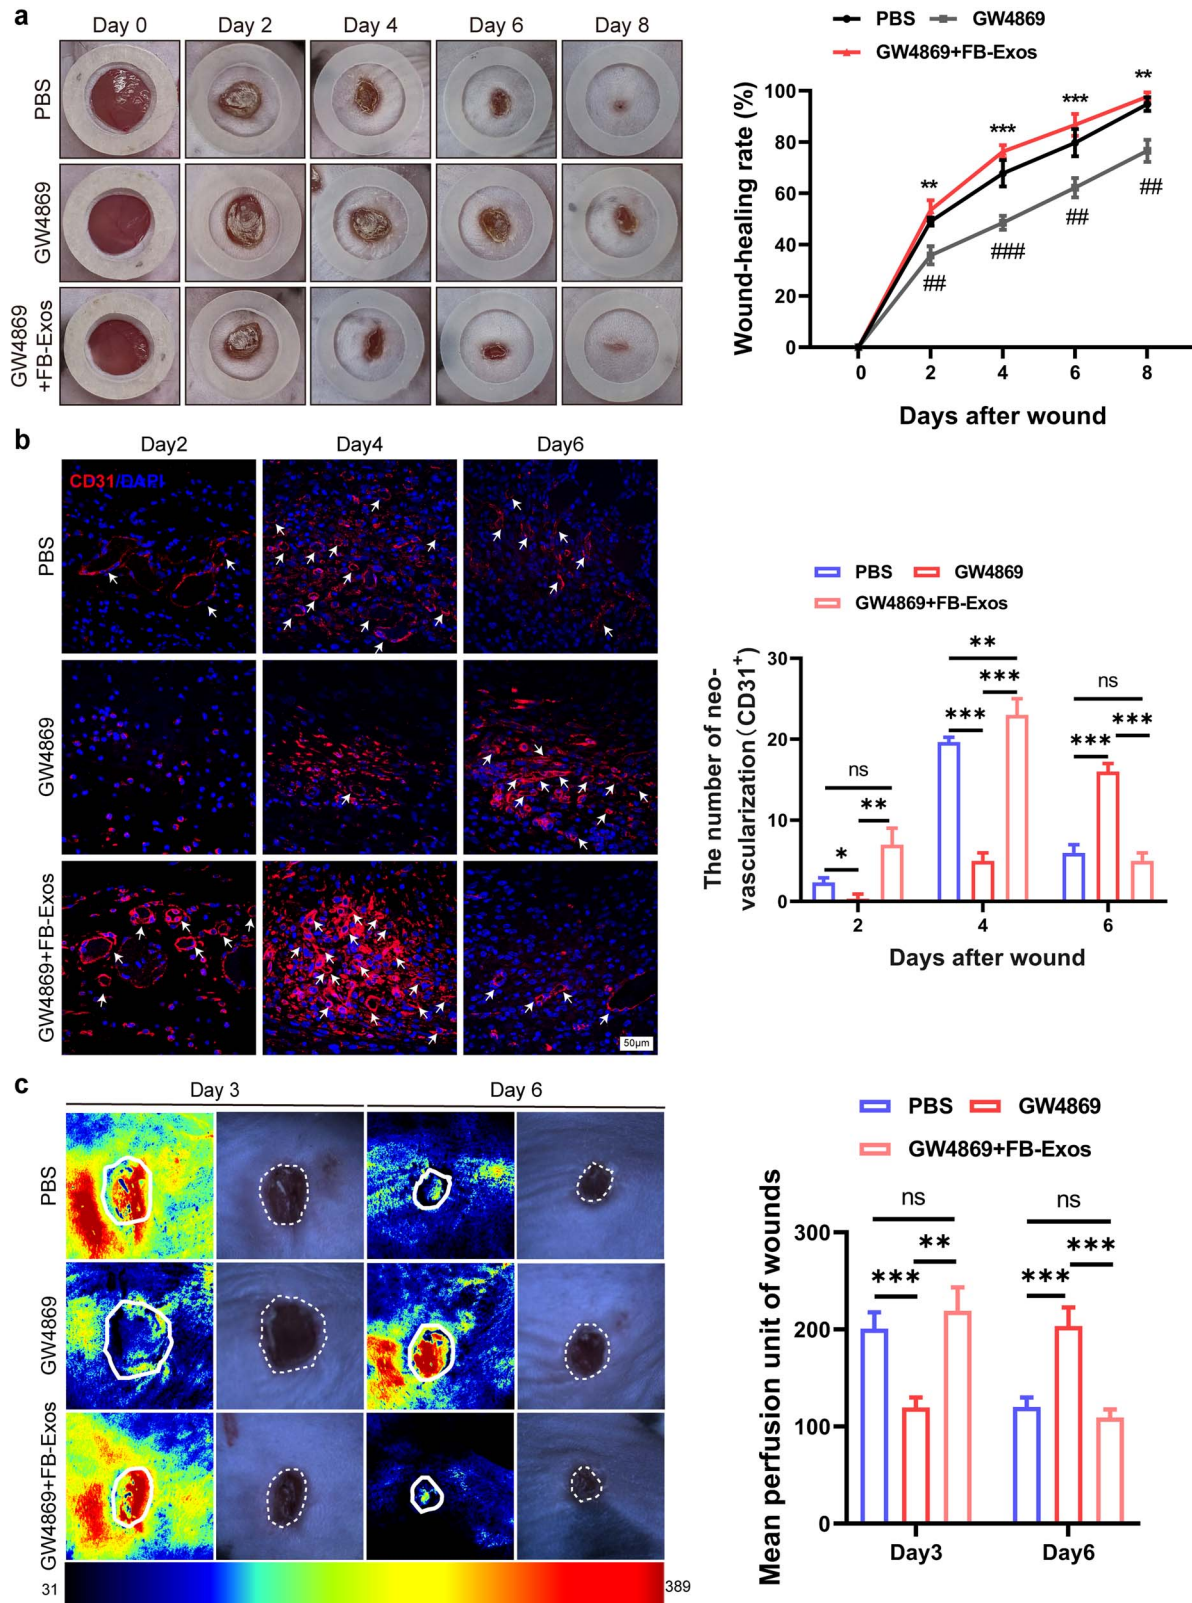 a
Day 0 Day 2 Day 4 Day 6 Day 8
PBS
GW4869
GW4869
+FB-Exos
PBS GW4869
GW4869+FB-Exos
Wound-healing rate (%)
100
80
60
40
20
0
** *** *** **
## ### ## ##
0 2 4 6 8
Days after wound
b
Day2 Day4 Day6
CD31/DAPI
PBS
GW4869
GW4869+FB-Exos
50μm
PBS GW4869
GW4869+FB-Exos
The number of neo-
vascularization(CD31+)
30
20
10
0
ns
**
*
**
***
***
ns
***
***
2 4 6
Days after wound
c
Day 3 Day 6
PBS
GW4869
GW4869+FB-Exos
31 389
PBS GW4869
GW4869+FB-Exos
Mean perfusion unit of wounds
300
200
100
0
ns
**
***
ns
***
***
Day3 Day6